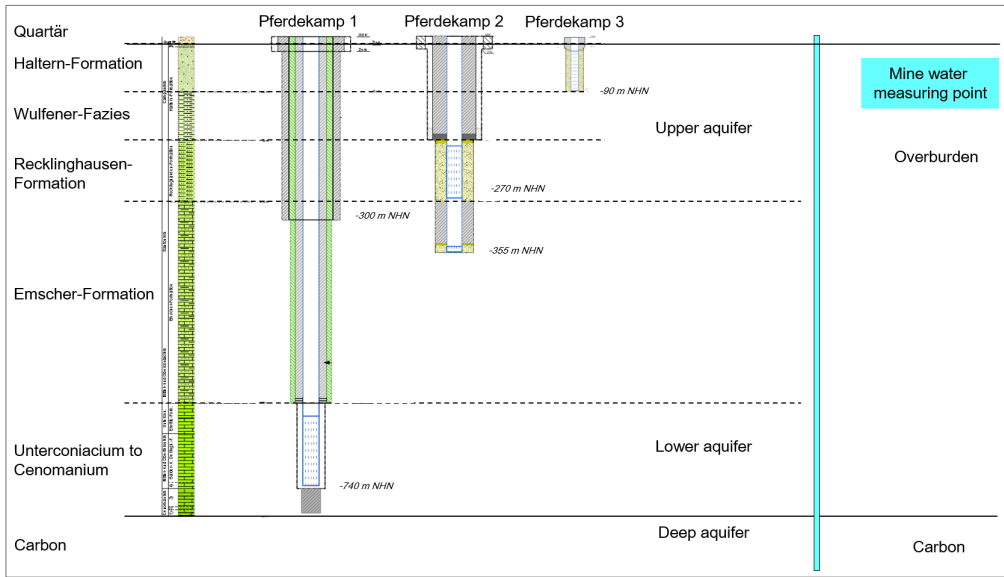 Pferdekamp 1
Pferdekamp 2
Pferdekamp 3
Quartär
Haltern-Formation
-90 m NHN
Mine water
measuring point
Wulfener-Fazies
Upper aquifer
Recklinghausen-
Formation
Overburden
-270 m NHN
-300 m NHN
-355 m NHN
Emscher-Formation
Unterconiacium to
Cenomanium
Lower aquifer
-740 m NHN
Deep aquifer
Carbon
Carbon